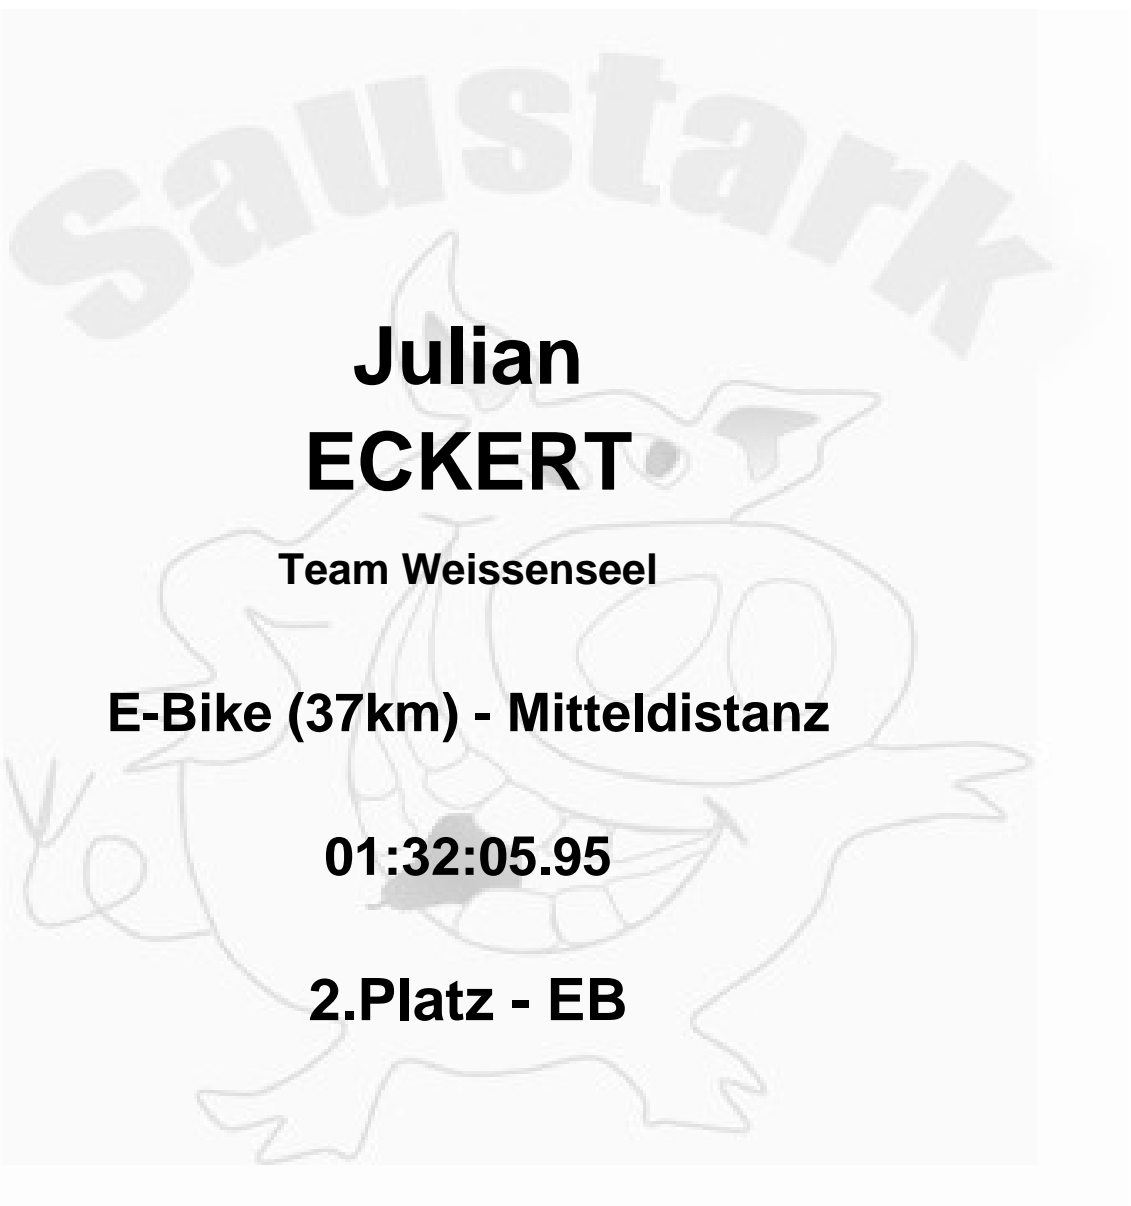 Saustark
Julian
ECKERT
Team Weissenseel
E-Bike (37km) - Mitteldistanz
01:32:05.95
2.Platz - EB